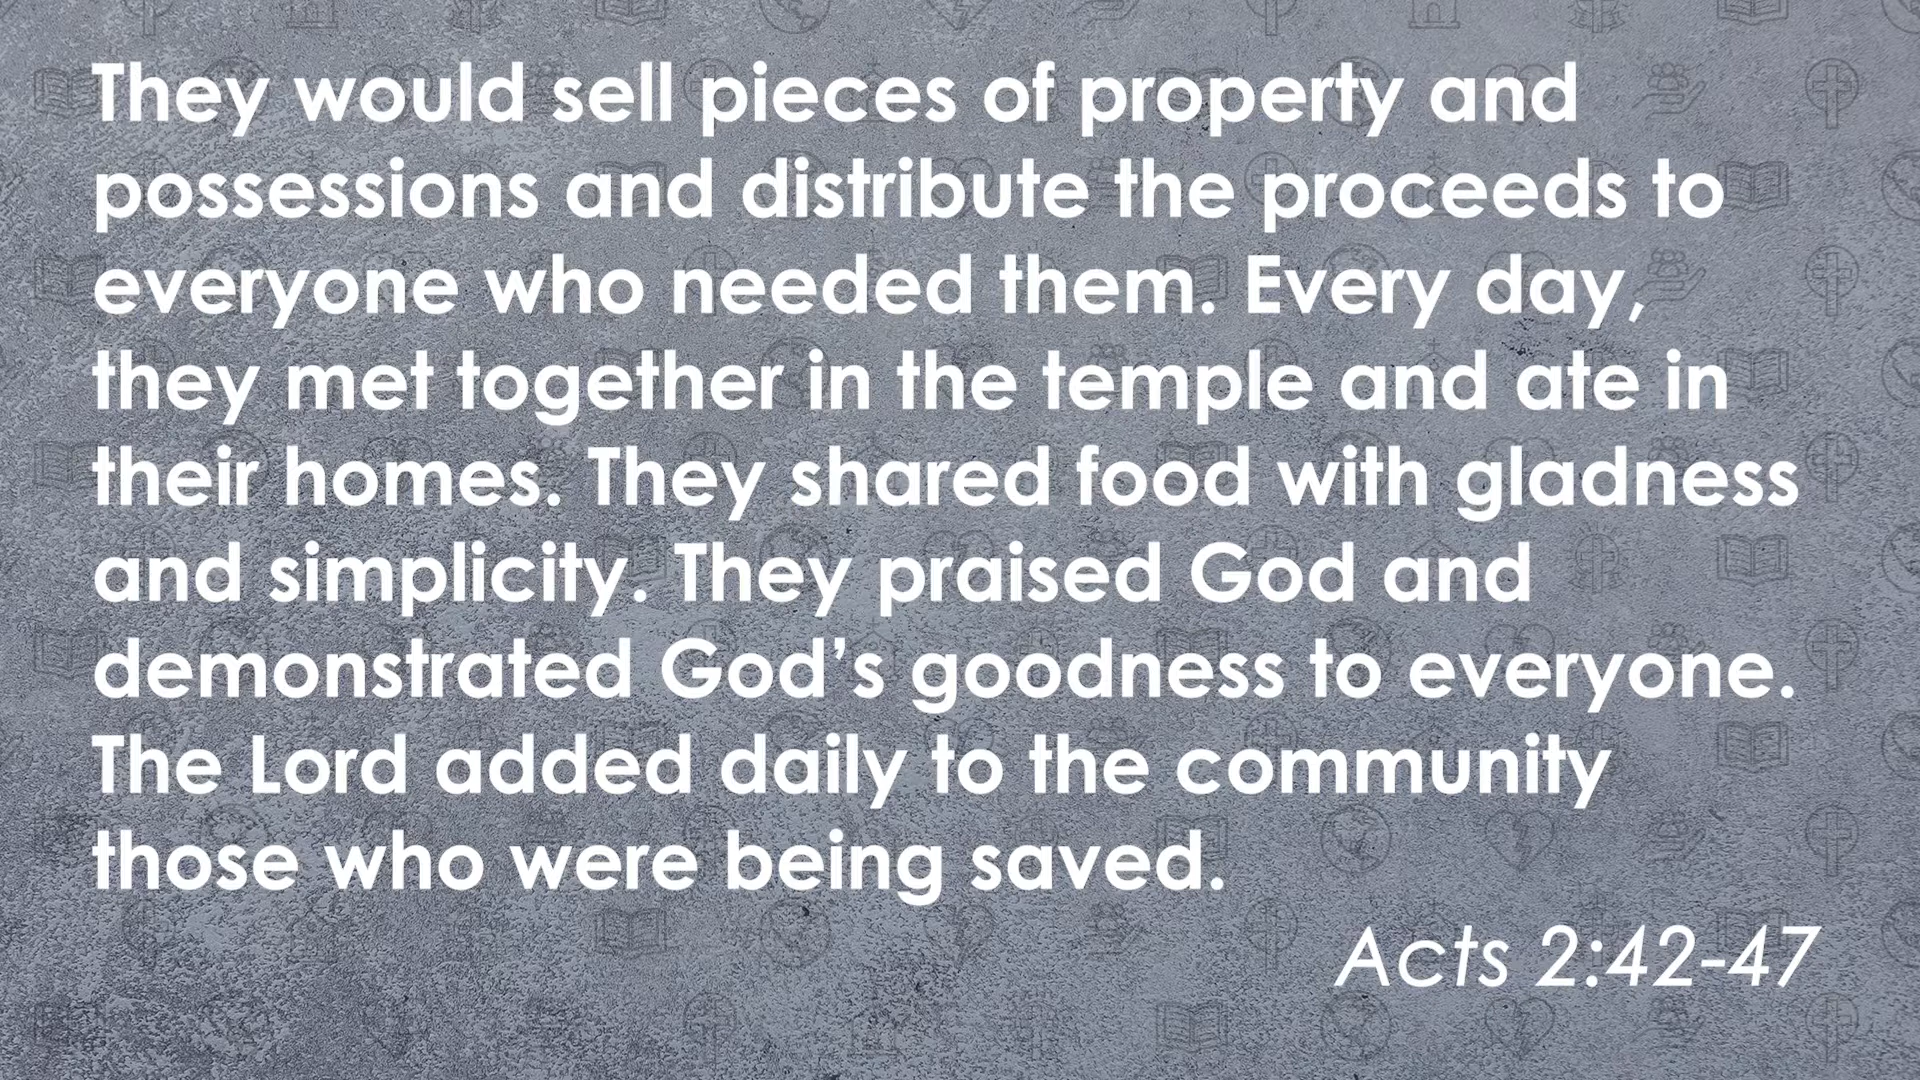 They would sell pieces of property and
possessions and distribute the proceeds to
everyone who needed them. Every day,
they met together in the temple and ate in
their homes. They shared food with gladness
and simplicity. They praised God and
demonstrated God’s goodness to everyone.
The Lord added daily to the community
those who were being saved.
Acts 2:42-47